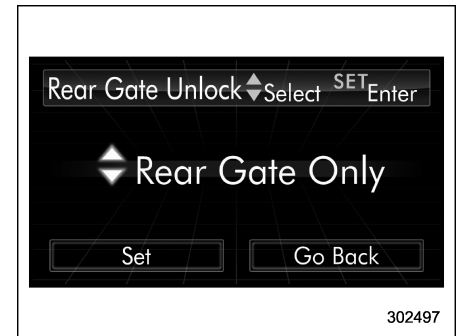 Rear Gate Unlock Select SET Enter
Rear Gate Only
Set Go Back
302497